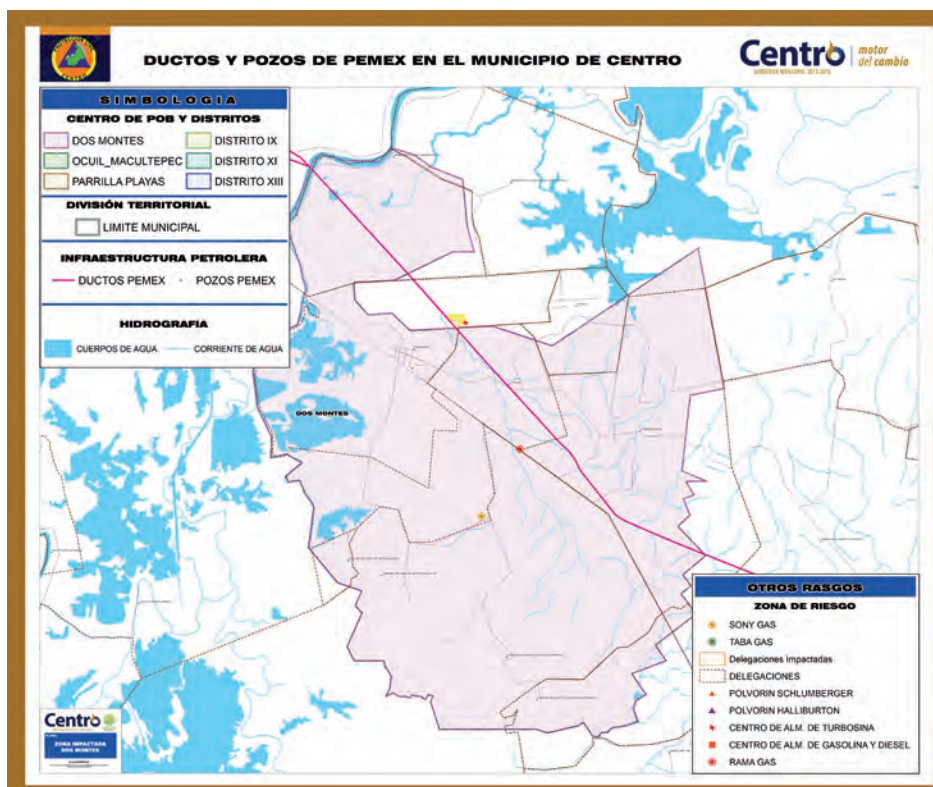 DUCTOS Y POZOS DE PEMEX EN EL MUNICIPIO DE CENTRO
Centro
motor
del cambio
SIMBOLOGIA
CENTRO DE POB Y DISTRITOS
DOS MONTES
DISTRITO IX
OCUIL_MACULTEPEC
DISTRITO XI
PARRILLA PLAYAS
DISTRITO XIII
DIVISIÓN TERRITORIAL
LIMITE MUNICIPAL
INFRAESTRUCTURA PETROLERA
DUCTOS PEMEX
POZOS PEMEX
HIDROGRAFIA
CUERPOS DE AGUA
CORRIENTE DE AGUA
DOS MONTES
OTROS RASGOS
ZONA DE RIESGO
SONY GAS
TABA GAS
Delegaciones Impactadas
DELEGACIONES
POLVORIN SCHLUMBERGER
POLVORIN HALLIBURTON
CENTRO DE ALM. DE TURBOSINA
CENTRO DE ALM. DE GASOLINA Y DIESEL
RAMA GAS
Centro
ZONA IMPACTADA
DOS MONTES